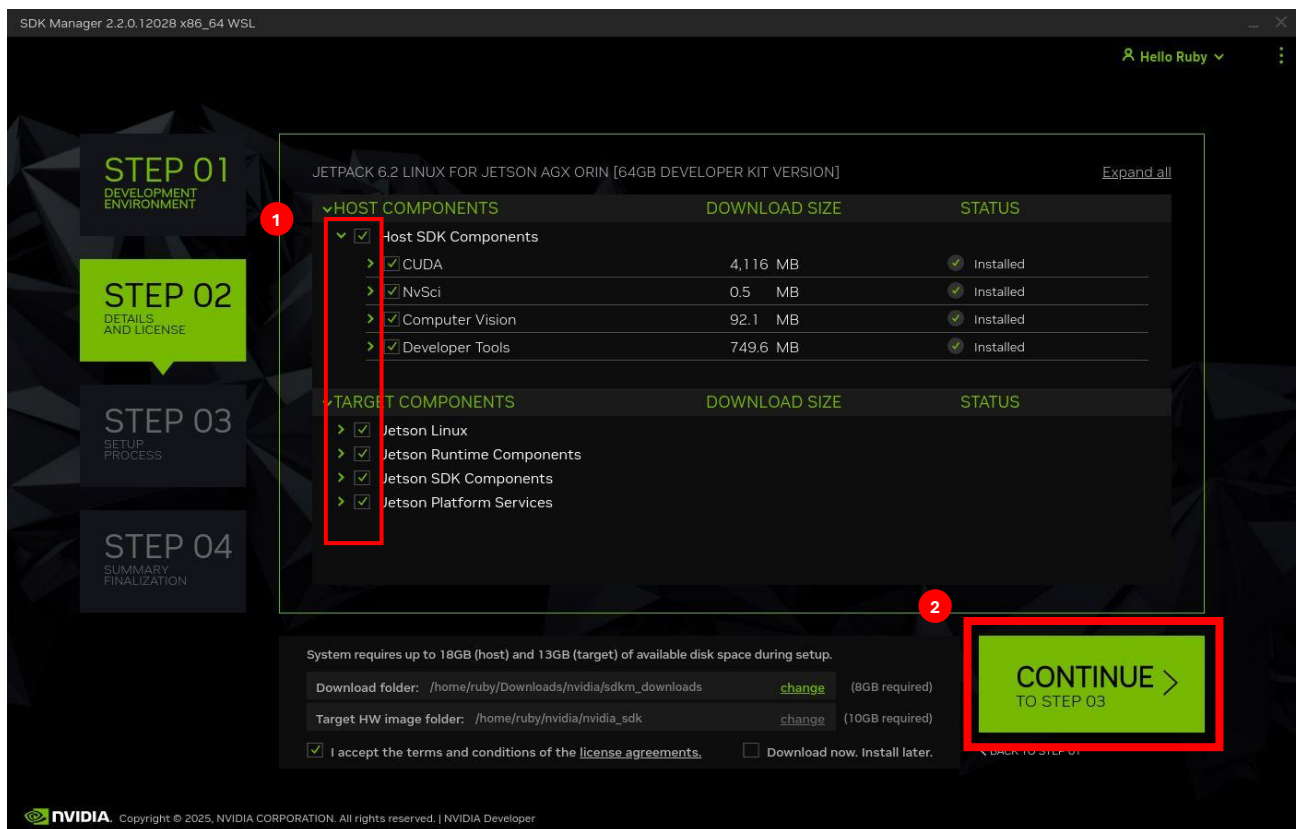 SDK Manager 2.2.0.12028 x86_64 WSL
Hello Ruby
STEP 01
DEVELOPMENT
ENVIRONMENT
STEP 02
DETAILS
AND LICENSE
STEP 03
SETUP
PROCESS
STEP 04
SUMMARY
FINALIZATION
JETPACK 6.2 LINUX FOR JETSON AGX ORIN [64GB DEVELOPER KIT VERSION] Expand all
1
HOST COMPONENTS DOWNLOAD SIZE STATUS
Host SDK Components
CUDA 4,116 MB Installed
NvSci 0.5 MB Installed
Computer Vision 92.1 MB Installed
Developer Tools 749.6 MB Installed
TARGET COMPONENTS DOWNLOAD SIZE STATUS
Jetson Linux
Jetson Runtime Components
Jetson SDK Components
Jetson Platform Services
2
System requires up to 18GB (host) and 13GB (target) of available disk space during setup.
Download folder: /home/ruby/Downloads/nvidia/sdkm_downloads change (8GB required)
Target HW image folder: /home/ruby/nvidia/nvidia_sdk change (10GB required)
I accept the terms and conditions of the license agreements. Download now. Install later.
CONTINUE
TO STEP 03
BACK TO STEP 01
NVIDIA. Copyright © 2025, NVIDIA CORPORATION. All rights reserved. | NVIDIA Developer